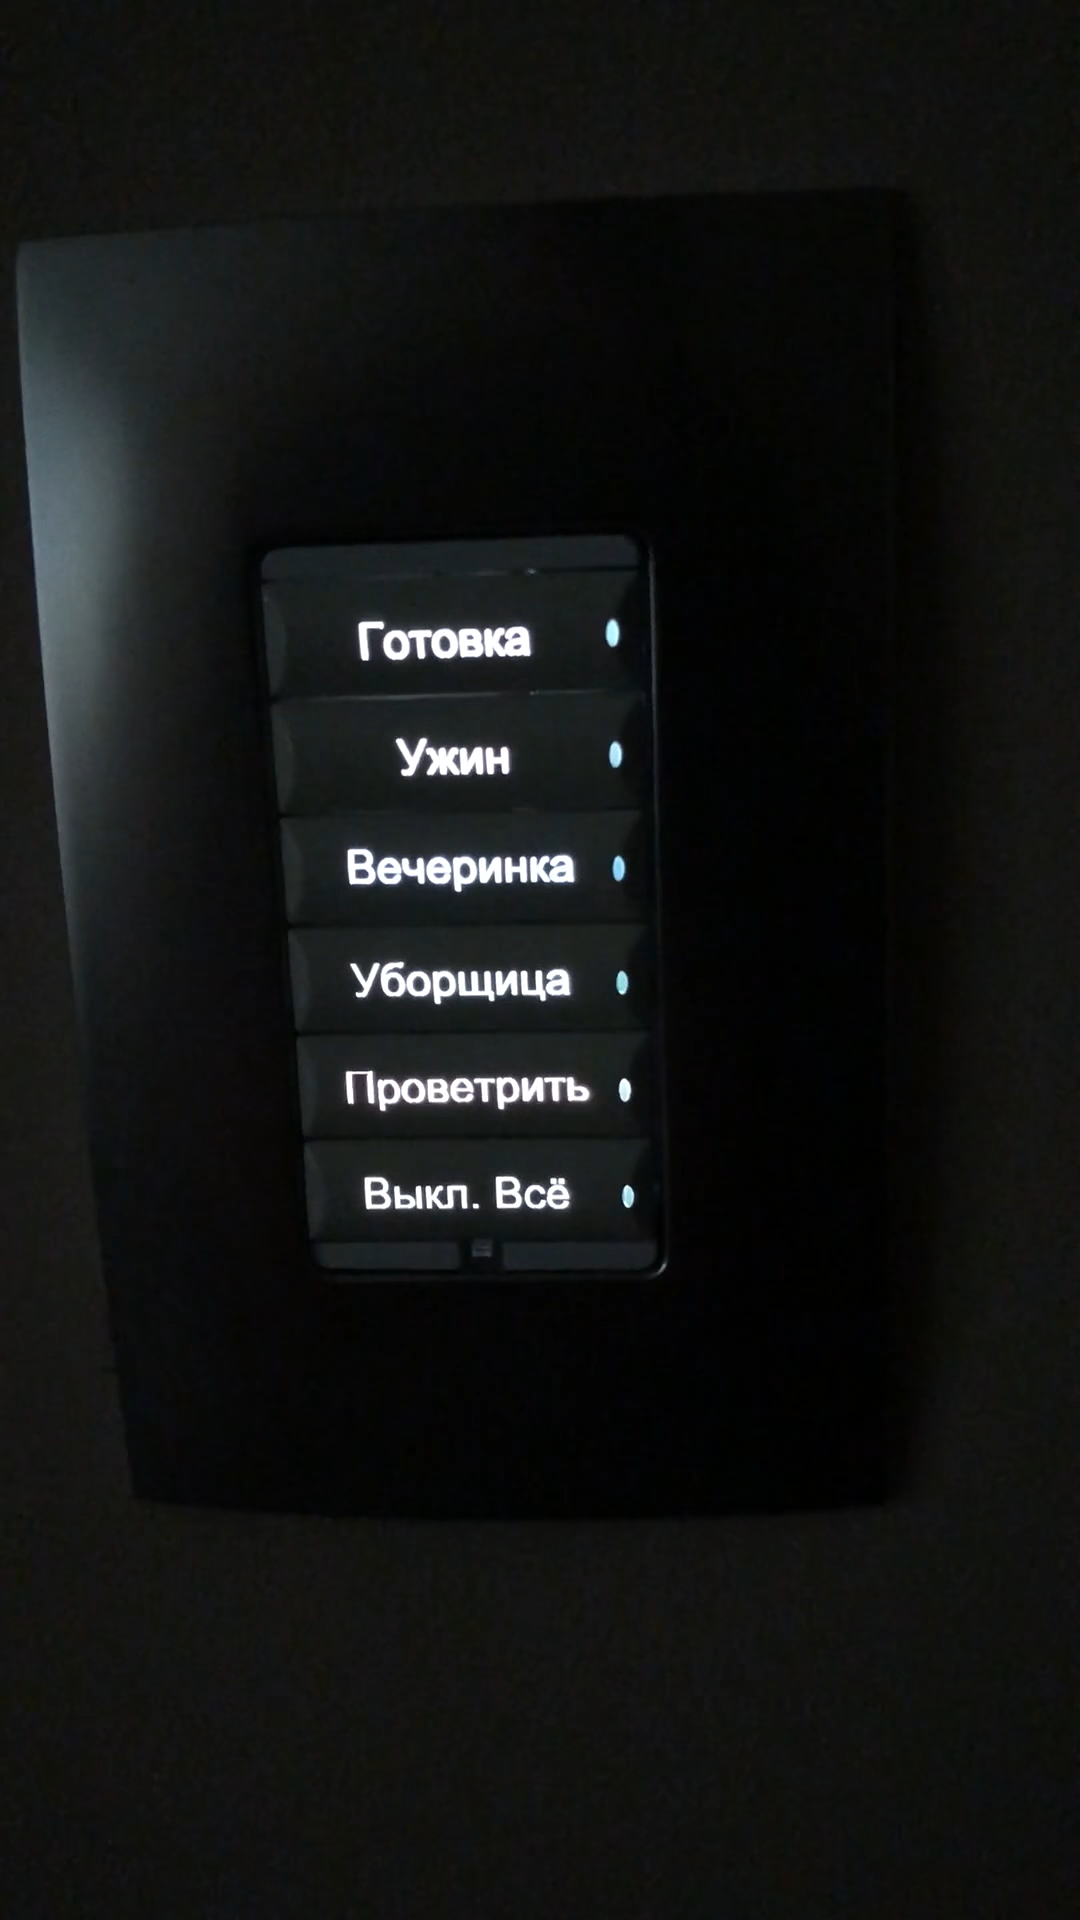 Готовка
Ужин
Вечеринка
Уборщица
Проветрить
Выкл. Всё